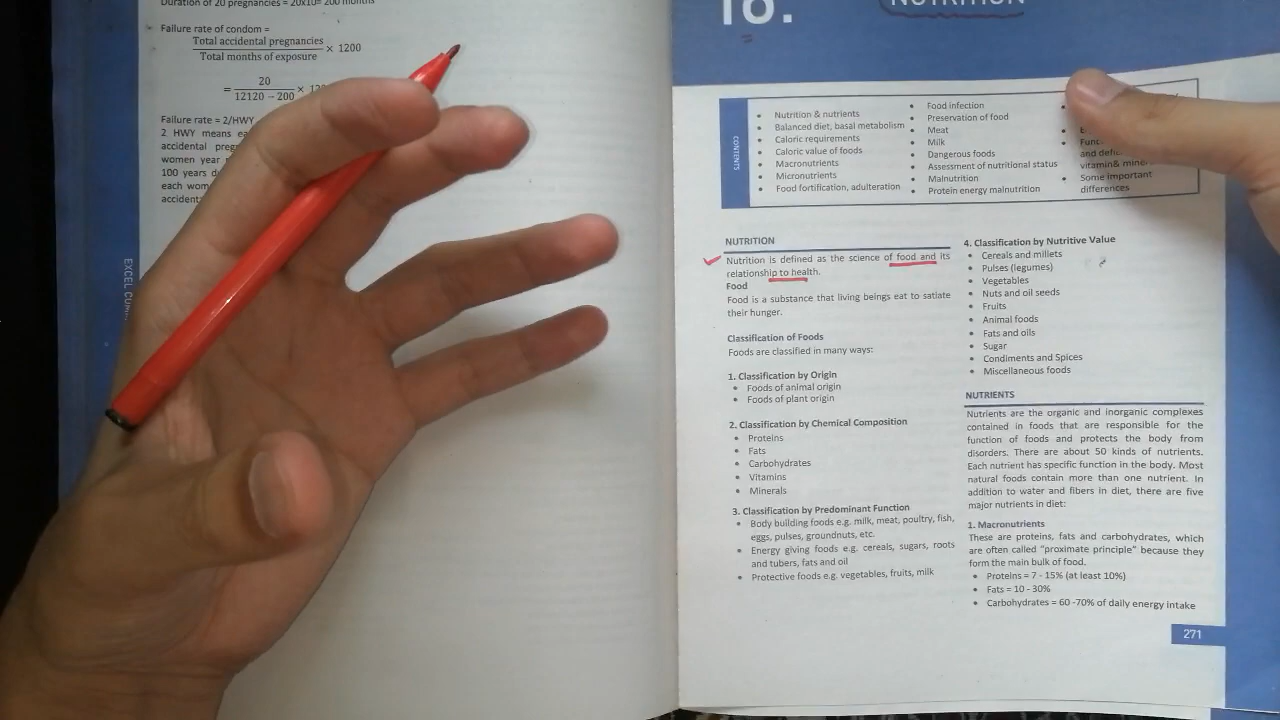 Duration of 20 pregnancies = 20x10= 200 months
Failure rate of condom =
Total accidental pregnancies
Total months of exposure
× 1200
=
20
12120 – 200
×
Failure rate = 2/HWY
2 HWY means
accidental
women year
100 years
each
EXCEL
16.
NUTRITION
CONTENTS
• Nutrition & nutrients
• Balanced diet, basal metabolism
• Caloric requirements
• Caloric value of foods
• Macronutrients
• Micronutrients
• Food fortification, adulteration
• Food infection
• Preservation of food
• Meat
• Milk
• Dangerous foods
• Assessment of nutritional status
• Malnutrition
• Protein energy malnutrition
and
vitamin&
• Some important
differences
NUTRITION
Nutrition is defined as the science of food and its
relationship to health.
Food
Food is a substance that living beings eat to satiate
their hunger.
Classification of Foods
Foods are classified in many ways:
1. Classification by Origin
• Foods of animal origin
• Foods of plant origin
2. Classification by Chemical Composition
• Proteins
• Fats
• Carbohydrates
• Vitamins
• Minerals
3. Classification by Predominant Function
• Body building foods e.g. milk, meat, poultry, fish,
eggs, pulses, groundnuts, etc.
• Energy giving foods e.g. cereals, sugars, roots
and tubers, fats and oil
• Protective foods e.g. vegetables, fruits, milk
4. Classification by Nutritive Value
• Cereals and millets
• Pulses (legumes)
• Vegetables
• Nuts and oil seeds
• Fruits
• Animal foods
• Fats and oils
• Sugar
• Condiments and Spices
• Miscellaneous foods
NUTRIENTS
Nutrients are the organic and inorganic complexes
contained in foods that are responsible for the
function of foods and protects the body from
disorders. There are about 50 kinds of nutrients.
Each nutrient has specific function in the body. Most
natural foods contain more than one nutrient. In
addition to water and fibers in diet, there are five
major nutrients in diet:
1. Macronutrients
These are proteins, fats and carbohydrates, which
are often called "proximate principle" because they
form the main bulk of food.
• Proteins = 7 - 15% (at least 10%)
• Fats = 10 - 30%
• Carbohydrates = 60 -70% of daily energy intake
271